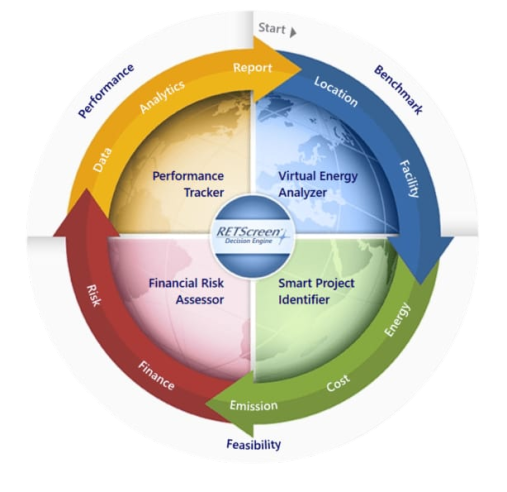 Start
Performance
Benchmark
Report
Location
Analytics
Data
Facility
Performance
Tracker
Virtual Energy
Analyzer
RETScreen
Decision Engine
Financial Risk
Assessor
Smart Project
Identifier
Risk
Energy
Finance
Cost
Emission
Feasibility